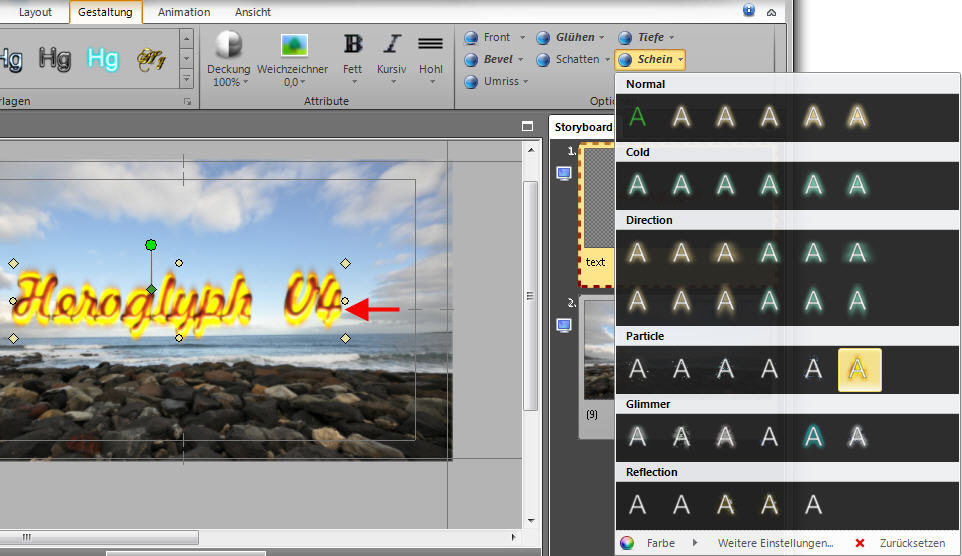 Layout Gestaltung Animation Ansicht
Hg Hg Hg
Deckung Weichzeichner Fett Kursiv Hohl
100% 0,0
B I
Front Glühen Tiefe
Bevel Schatten Schein
Umriss
lagen Attribute
Storyboard
1.
text
2.
(9)
Heroglyph V4
Normal
A A A A A A
Cold
A A A A A A
Direction
A A A A A A
A A A A A A
Particle
A A A A A A
Glimmer
A A A A A A
Reflection
A A A A A
Farbe Weitere Einstellungen... Zurücksetzen